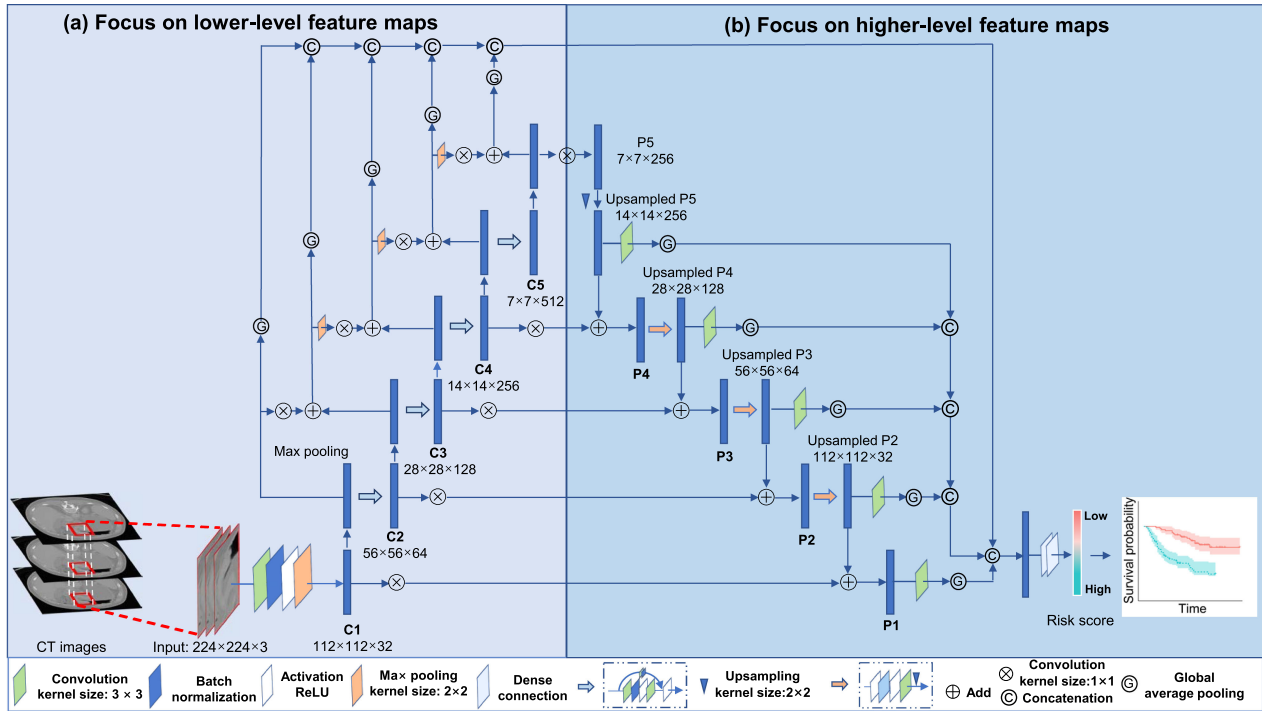 (a) Focus on lower-level feature maps
(b) Focus on higher-level feature maps
C C C C C
G
G
G
G
G
P5
7×7×256
Upsampled P5
14×14×256
G
C5
7×7×512
Upsampled P4
28×28×128
G
C
C4
14×14×256
P4
Upsampled P3
56×56×64
G
C
Max pooling
C3
28×28×128
P3
Upsampled P2
112×112×32
G
C
C2
56×56×64
P2
C1
112×112×32
G
P1
CT images
Input: 224×224×3
Low
High
Risk score
Survival probability
Time
Convolution
kernel size: 3 × 3
Batch
normalization
Activation
ReLU
Max pooling
kernel size: 2×2
Dense
connection
Upsampling
kernel size:2×2
Add
Convolution
kernel size:1×1
C Concatenation
G Global
average pooling